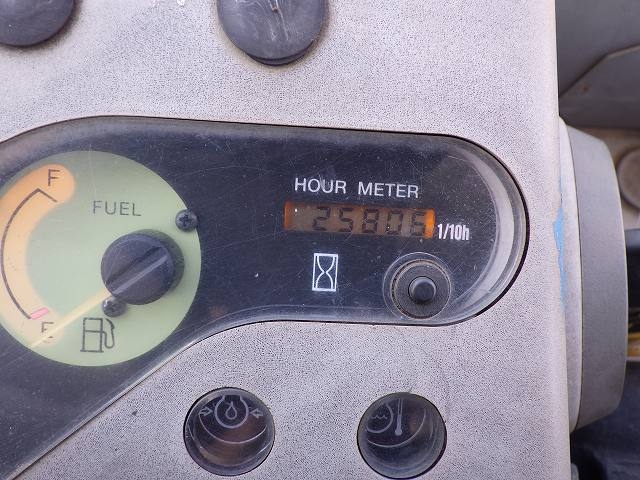 HOUR METER
F
FUEL
25806
1/10h
E